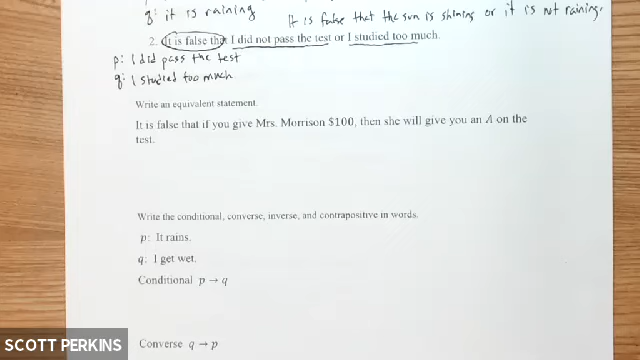 q: it is raining
It is false that the sun is shining or it is not raining.
2. It is false that I did not pass the test or I studied too much.
p: I did pass the test
q: I studied too much
Write an equivalent statement.
It is false that if you give Mrs. Morrison $100, then she will give you an A on the
test.
Write the conditional, converse, inverse, and contrapositive in words.
p: It rains.
q: I get wet.
Conditional p → q
Converse q → p
SCOTT PERKINS